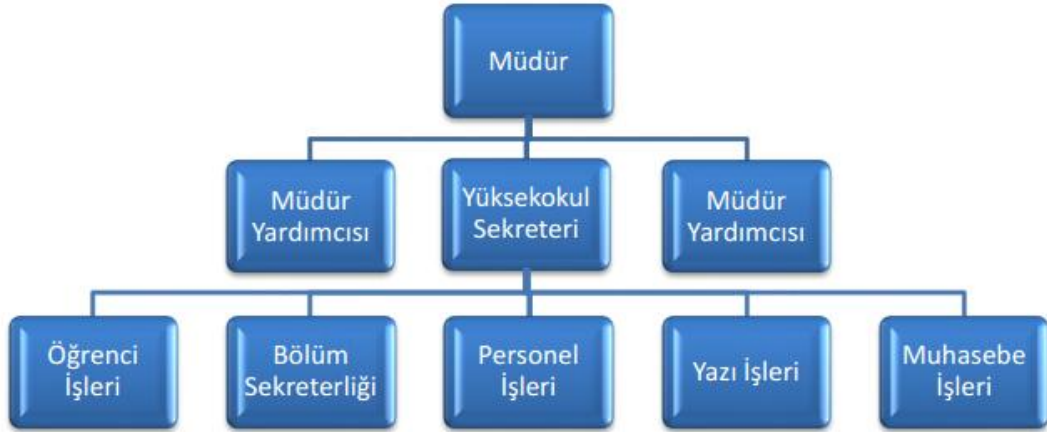 Müdür
Müdür
Yardımcısı
Yüksekokul
Sekreteri
Müdür
Yardımcısı
Öğrenci
İşleri
Bölüm
Sekreterliği
Personel
İşleri
Yazı İşleri
Muhasebe
İşleri